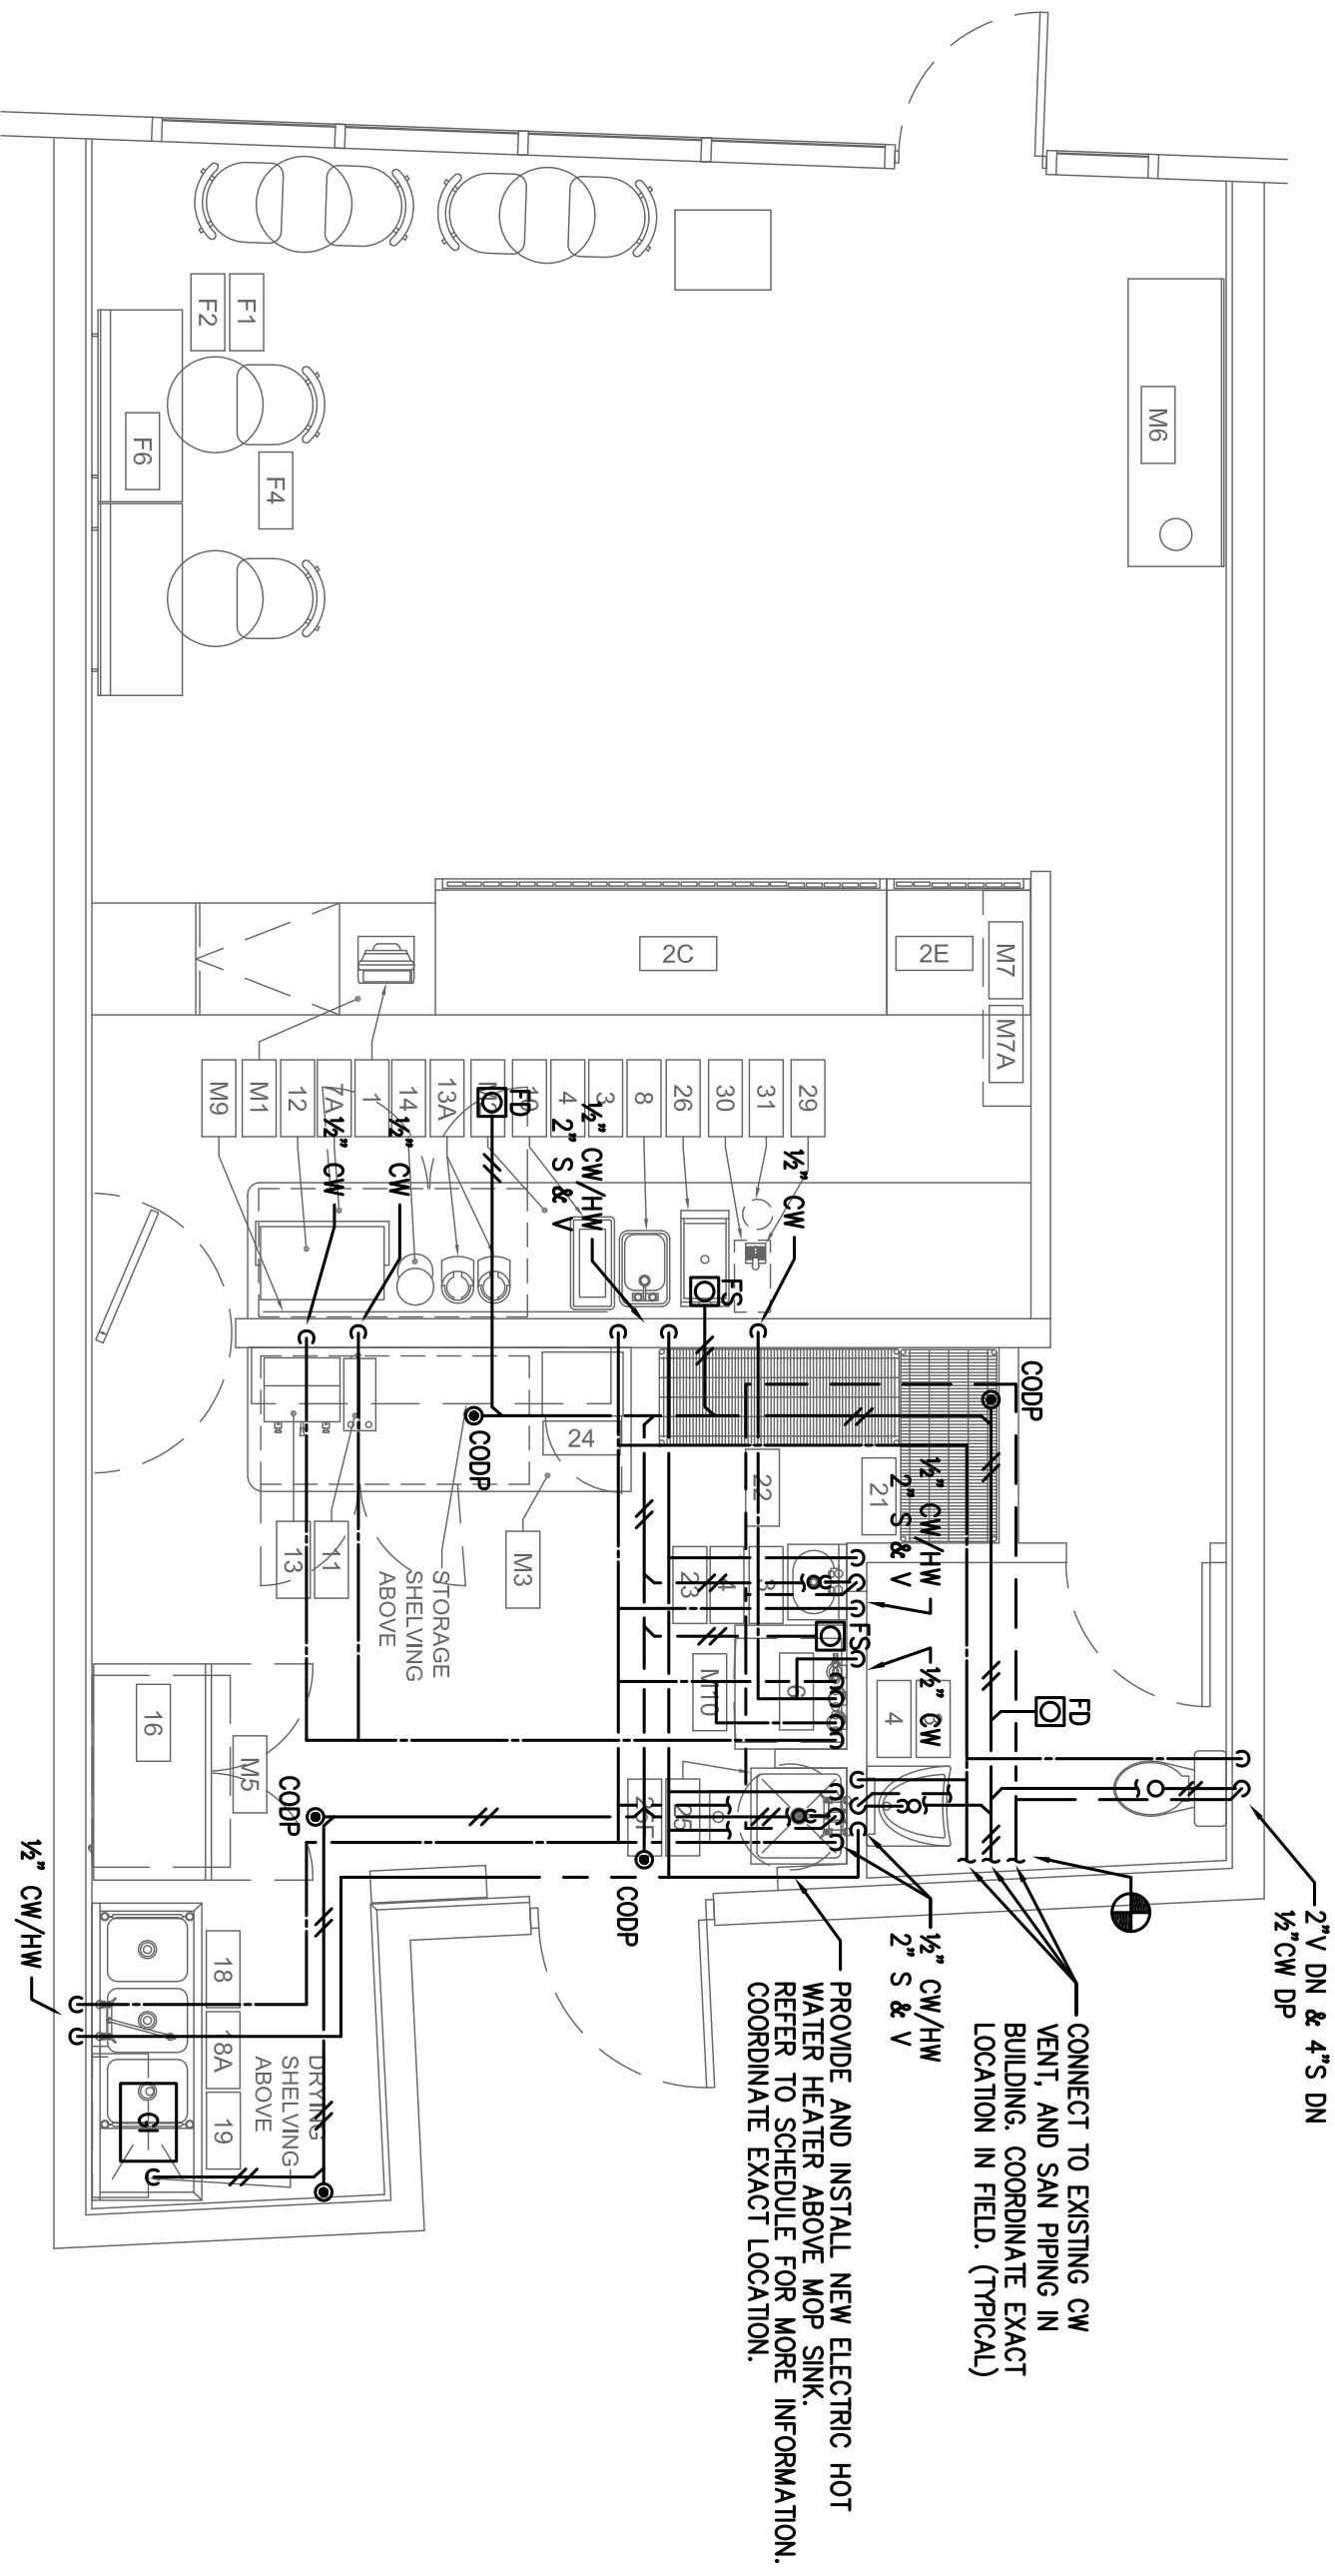 2"V DN & 4"S DN
½"CW DP
CONNECT TO EXISTING CW
VENT, AND SAN PIPING IN
BUILDING. COORDINATE EXACT
LOCATION IN FIELD. (TYPICAL)
½" CW/HW
2" S & V
PROVIDE AND INSTALL NEW ELECTRIC HOT
WATER HEATER ABOVE MOP SINK.
REFER TO SCHEDULE FOR MORE INFORMATION.
COORDINATE EXACT LOCATION.
M6
F1
F2
F6
F4
2C
2E
M7
M7A
29
31
30
26
8
3
4
13A
14
1
7A
12
M1
M9
FD
½" CW/HW
2" S & V
½" CW
½" CW
½" CW
FS
CODP
CODP
24
22
21
½" CW/HW
2" S & V
½" CW
FS
FD
23
4
M10
6
4
M3
STORAGE
SHELVING
ABOVE
11
13
16
M5
CODP
CODP
25
18
18A
19
DRYING
SHELVING
ABOVE
GI
½" CW/HW